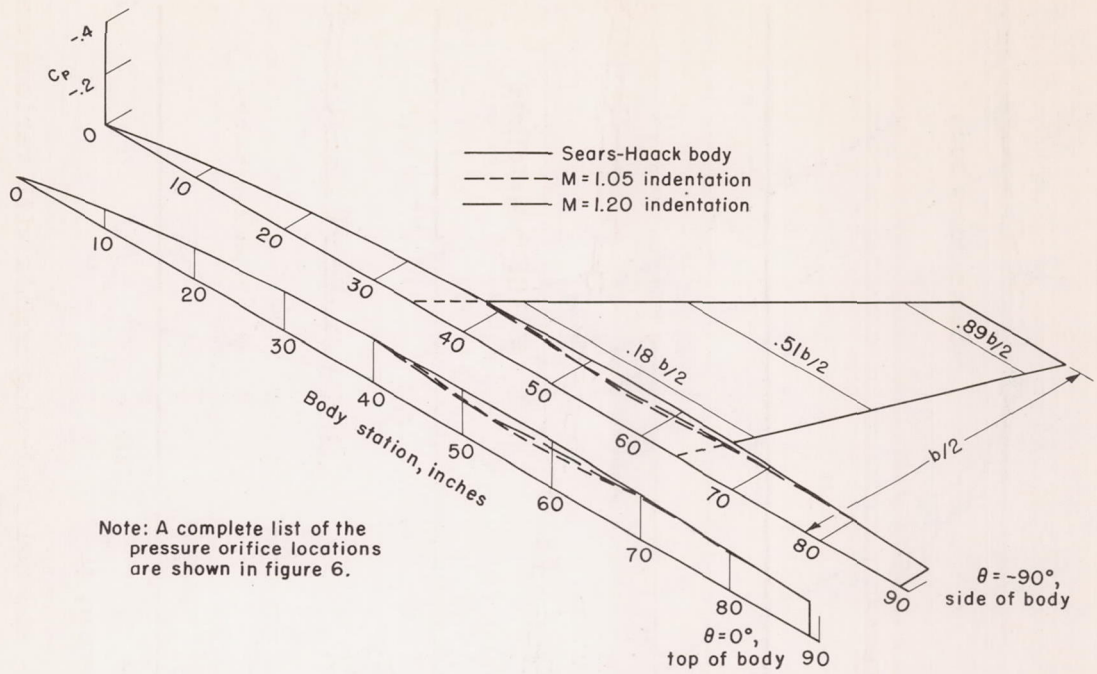 -.4
Cp
-.2
0
Sears-Haack body
M = 1.05 indentation
M = 1.20 indentation
10
20
30
40
50
60
70
80
90
.18 b/2
.51b/2
.89b/2
b/2
0
10
20
30
40
50
60
70
80
90
Body station, inches
Note: A complete list of the
pressure orifice locations
are shown in figure 6.
θ = -90°,
side of body
θ = 0°,
top of body